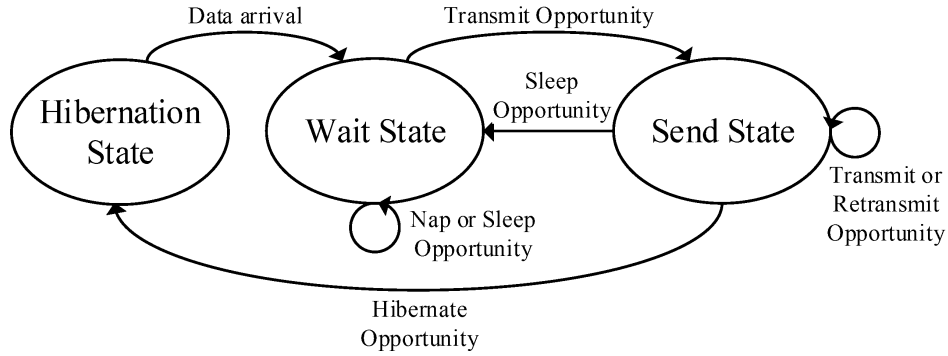 Data arrival
Transmit Opportunity
Hibernation
State
Wait State
Sleep
Opportunity
Send State
Nap or Sleep
Opportunity
Transmit or
Retransmit
Opportunity
Hibernate
Opportunity